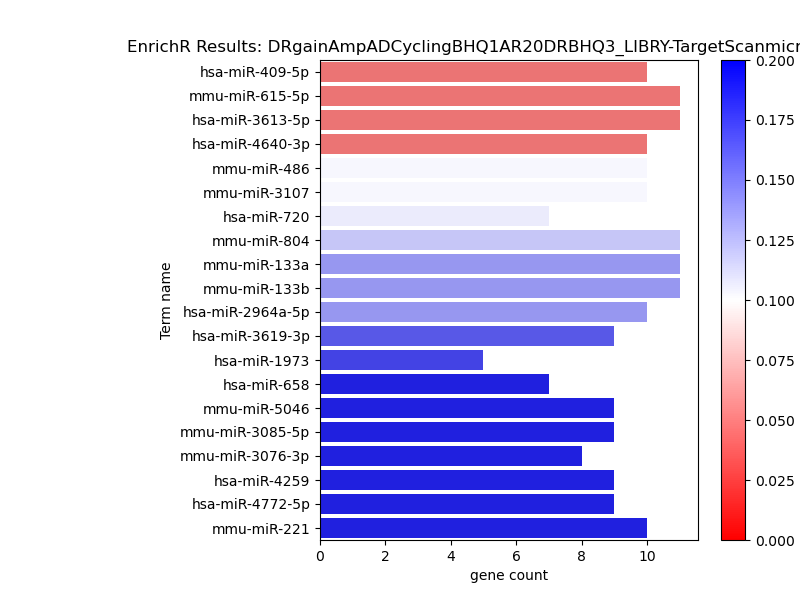 EnrichR Results: DRgainAmpADCyclingBHQ1AR20DRBHQ3_LIBRY-TargetScanmicr
hsa-miR-409-5p
mmu-miR-615-5p
hsa-miR-3613-5p
hsa-miR-4640-3p
mmu-miR-486
mmu-miR-3107
hsa-miR-720
mmu-miR-804
mmu-miR-133a
mmu-miR-133b
hsa-miR-2964a-5p
hsa-miR-3619-3p
hsa-miR-1973
hsa-miR-658
mmu-miR-5046
mmu-miR-3085-5p
mmu-miR-3076-3p
hsa-miR-4259
hsa-miR-4772-5p
mmu-miR-221
Term name
0 2 4 6 8 10
gene count
0.200
0.175
0.150
0.125
0.100
0.075
0.050
0.025
0.000